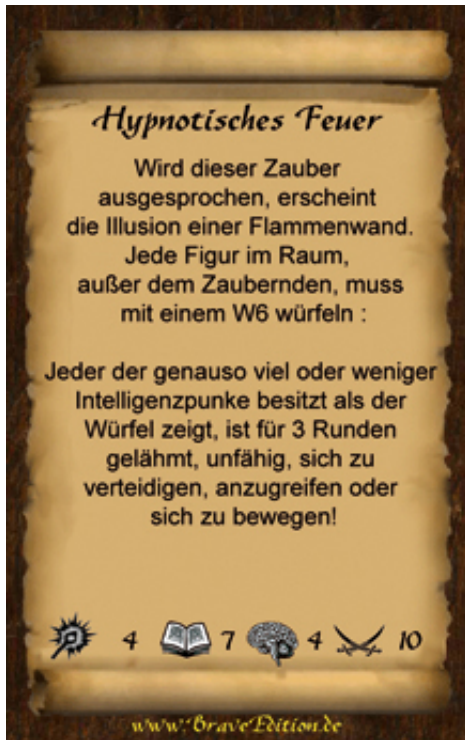 Hypnotisches Feuer
Wird dieser Zauber
ausgesprochen, erscheint
die Illusion einer Flammenwand.
Jede Figur im Raum,
außer dem Zaubernden, muss
mit einem W6 würfeln :
Jeder der genauso viel oder weniger
Intelligenzpunke besitzt als der
Würfel zeigt, ist für 3 Runden
gelähmt, unfähig, sich zu
verteidigen, anzugreifen oder
sich zu bewegen!
4 7 4 10
www.BraveEdition.de